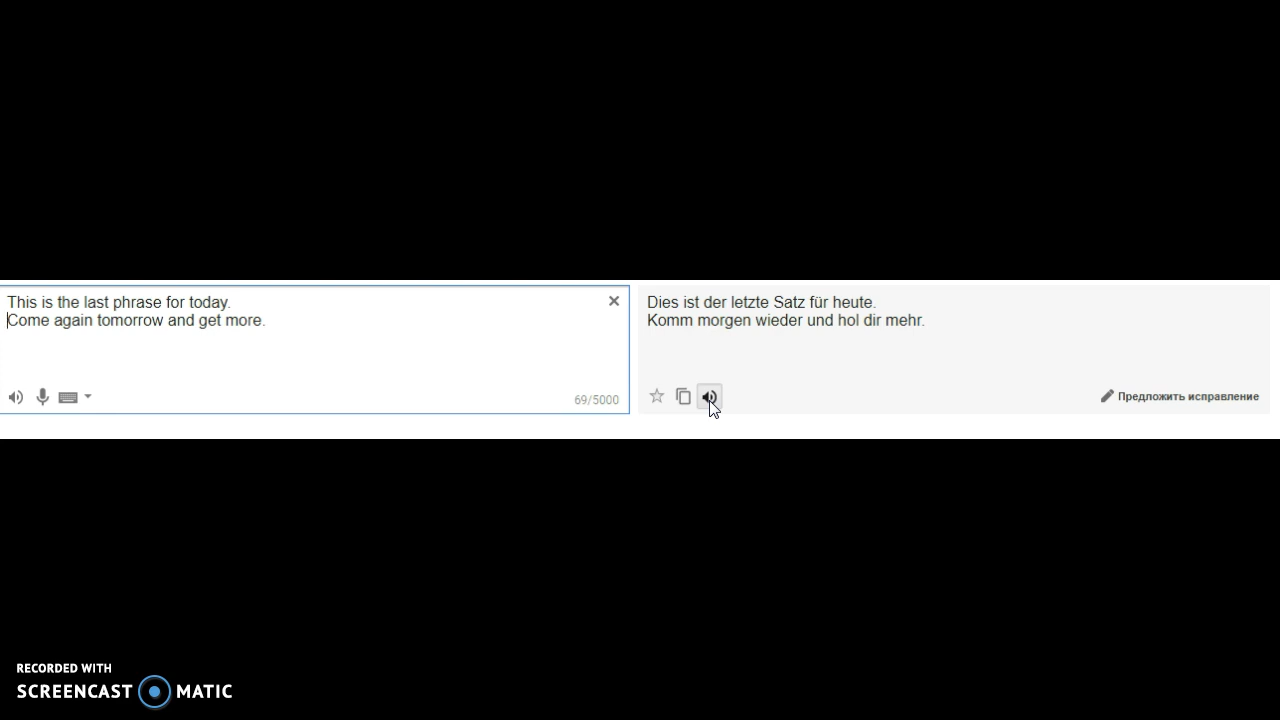 This is the last phrase for today.
Come again tomorrow and get more.
69/5000
Dies ist der letzte Satz für heute.
Komm morgen wieder und hol dir mehr.
Предложить исправление
RECORDED WITH
SCREENCAST MATIC